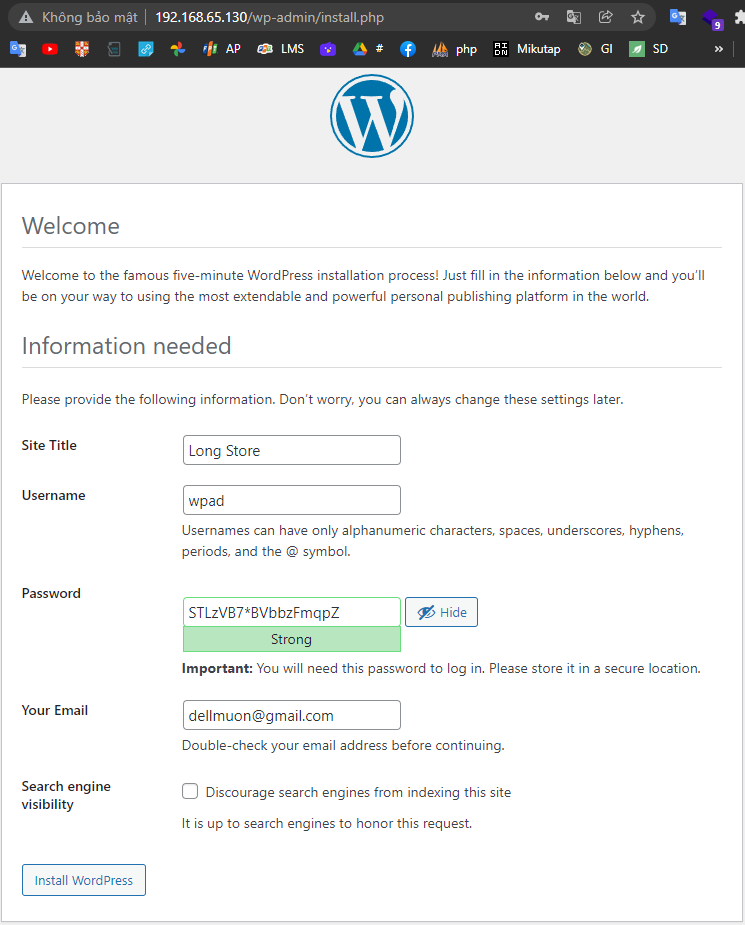 Không bảo mật 192.168.65.130/wp-admin/install.php
9
AP LMS # php Mikutap GI SD »
Welcome
Welcome to the famous five-minute WordPress installation process! Just fill in the information below and you’ll
be on your way to using the most extendable and powerful personal publishing platform in the world.
Information needed
Please provide the following information. Don’t worry, you can always change these settings later.
Site Title
Long Store
Username
wpad
Usernames can have only alphanumeric characters, spaces, underscores, hyphens,
periods, and the @ symbol.
Password
STLzVB7*BVbbzFmqpZ
Hide
Strong
Important: You will need this password to log in. Please store it in a secure location.
Your Email
dellmuon@gmail.com
Double-check your email address before continuing.
Search engine
visibility
Discourage search engines from indexing this site
It is up to search engines to honor this request.
Install WordPress